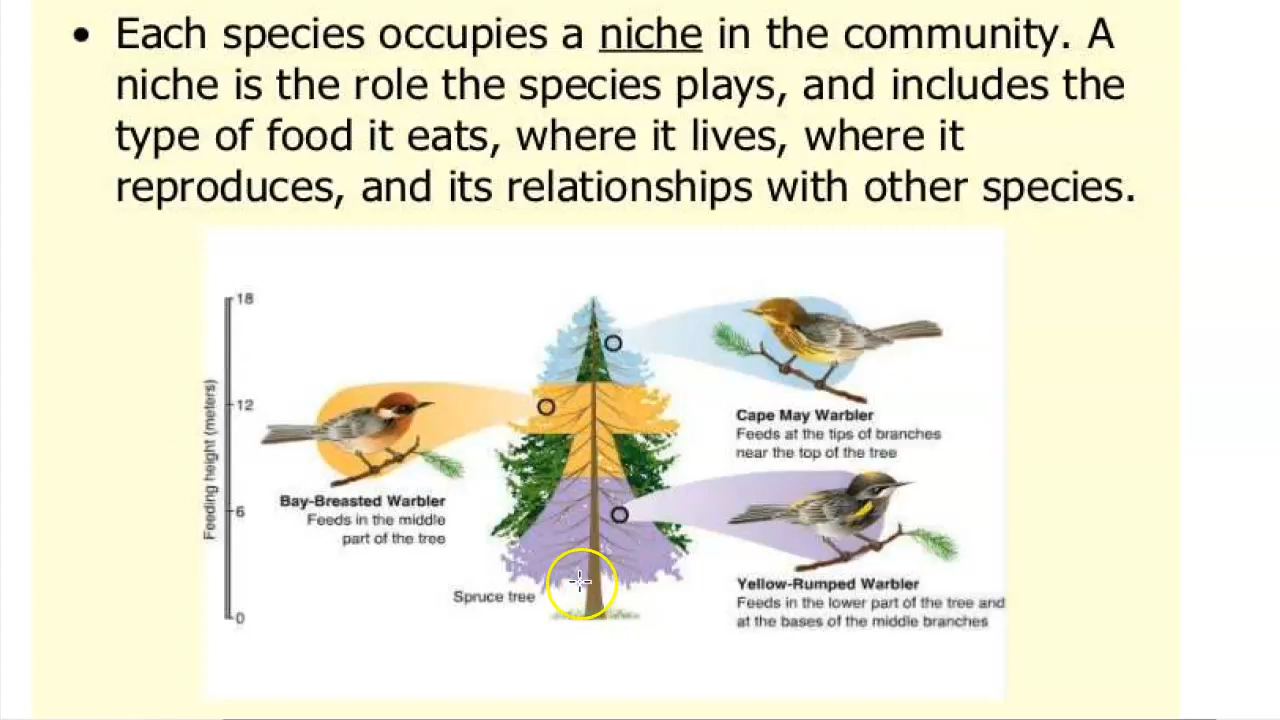 • Each species occupies a niche in the community. A
niche is the role the species plays, and includes the
type of food it eats, where it lives, where it
reproduces, and its relationships with other species.
18
12
6
0
Feeding height (meters)
Cape May Warbler
Feeds at the tips of branches
near the top of the tree
Bay-Breasted Warbler
Feeds in the middle
part of the tree
Spruce tree
Yellow-Rumped Warbler
Feeds in the lower part of the tree and
at the bases of the middle branches